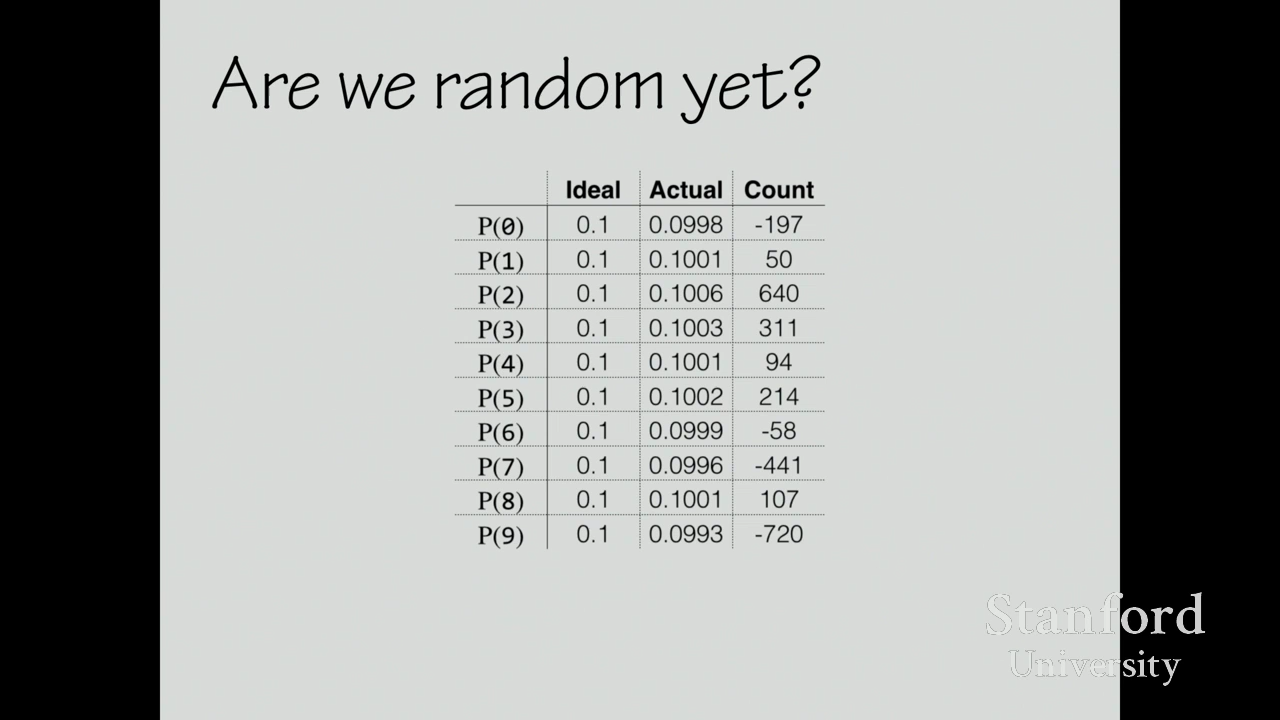 Are we random yet?
Ideal Actual Count
P(0) 0.1 0.0998 -197
P(1) 0.1 0.1001 50
P(2) 0.1 0.1006 640
P(3) 0.1 0.1003 311
P(4) 0.1 0.1001 94
P(5) 0.1 0.1002 214
P(6) 0.1 0.0999 -58
P(7) 0.1 0.0996 -441
P(8) 0.1 0.1001 107
P(9) 0.1 0.0993 -720
Stanford
University